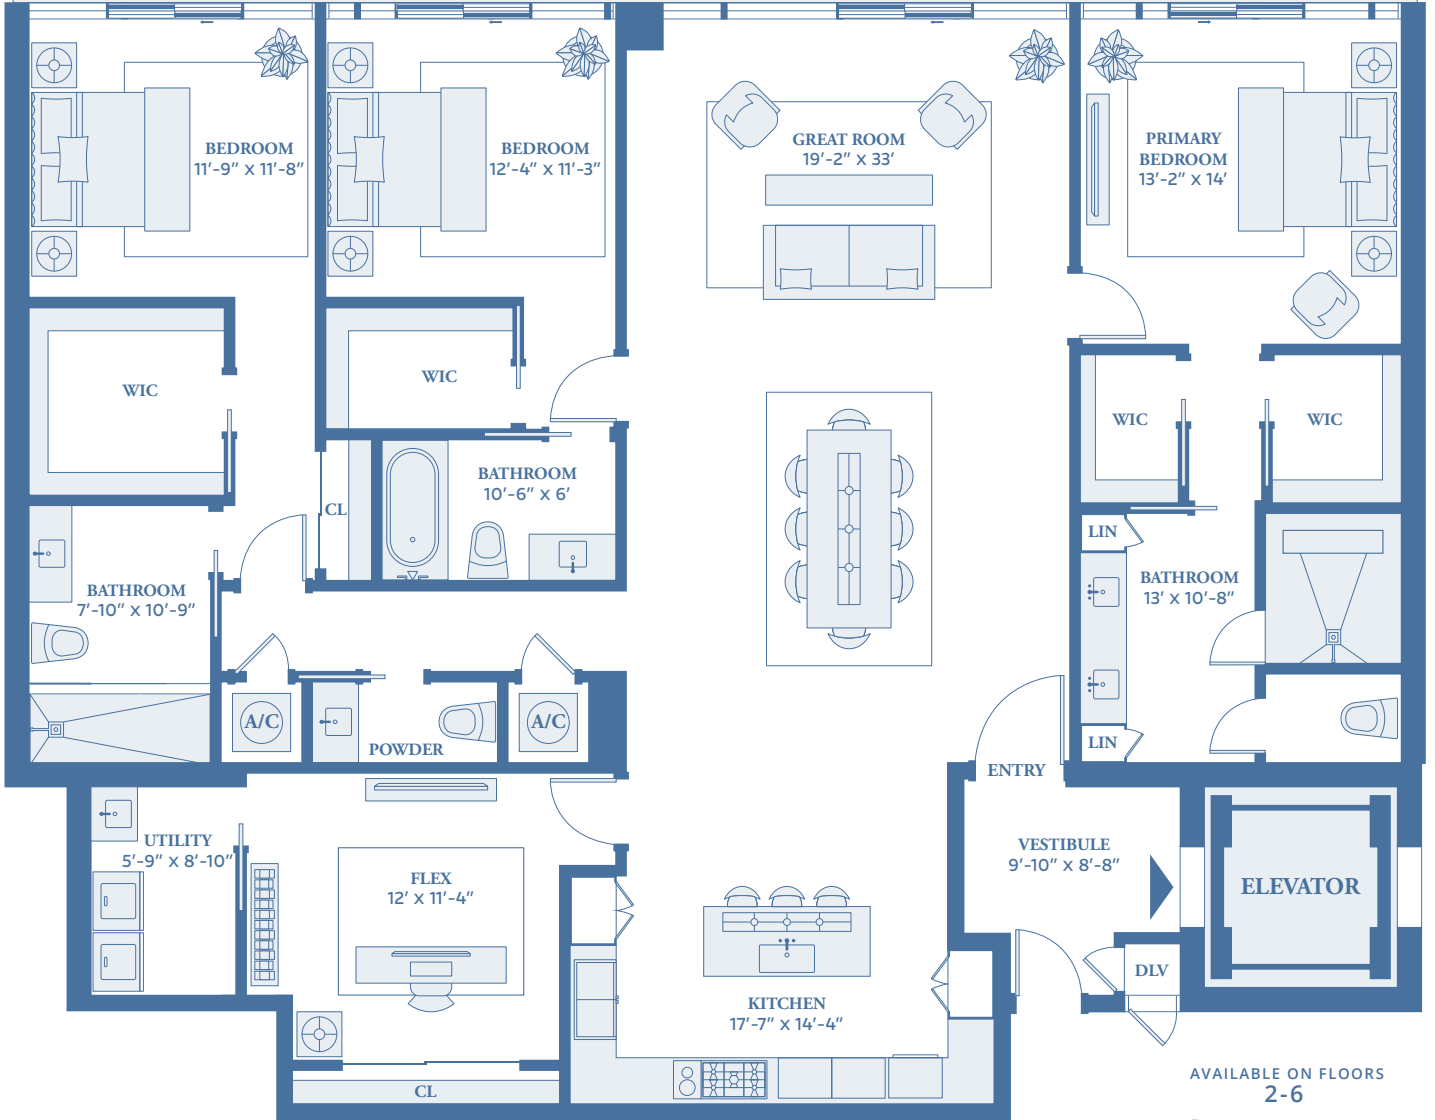 BEDROOM
11'-9" X 11'-8"
BEDROOM
12'-4" X 11'-3"
GREAT ROOM
19'-2" X 33'
PRIMARY
BEDROOM
13'-2" X 14'
WIC
WIC
WIC
WIC
CL
BATHROOM
10'-6" X 6'
LIN
BATHROOM
7'-10" X 10'-9"
BATHROOM
13' X 10'-8"
A/C
POWDER
A/C
LIN
ENTRY
UTILITY
5'-9" X 8'-10"
FLEX
12' X 11'-4"
VESTIBULE
9'-10" X 8'-8"
ELEVATOR
DLV
KITCHEN
17'-7" X 14'-4"
CL
AVAILABLE ON FLOORS
2-6